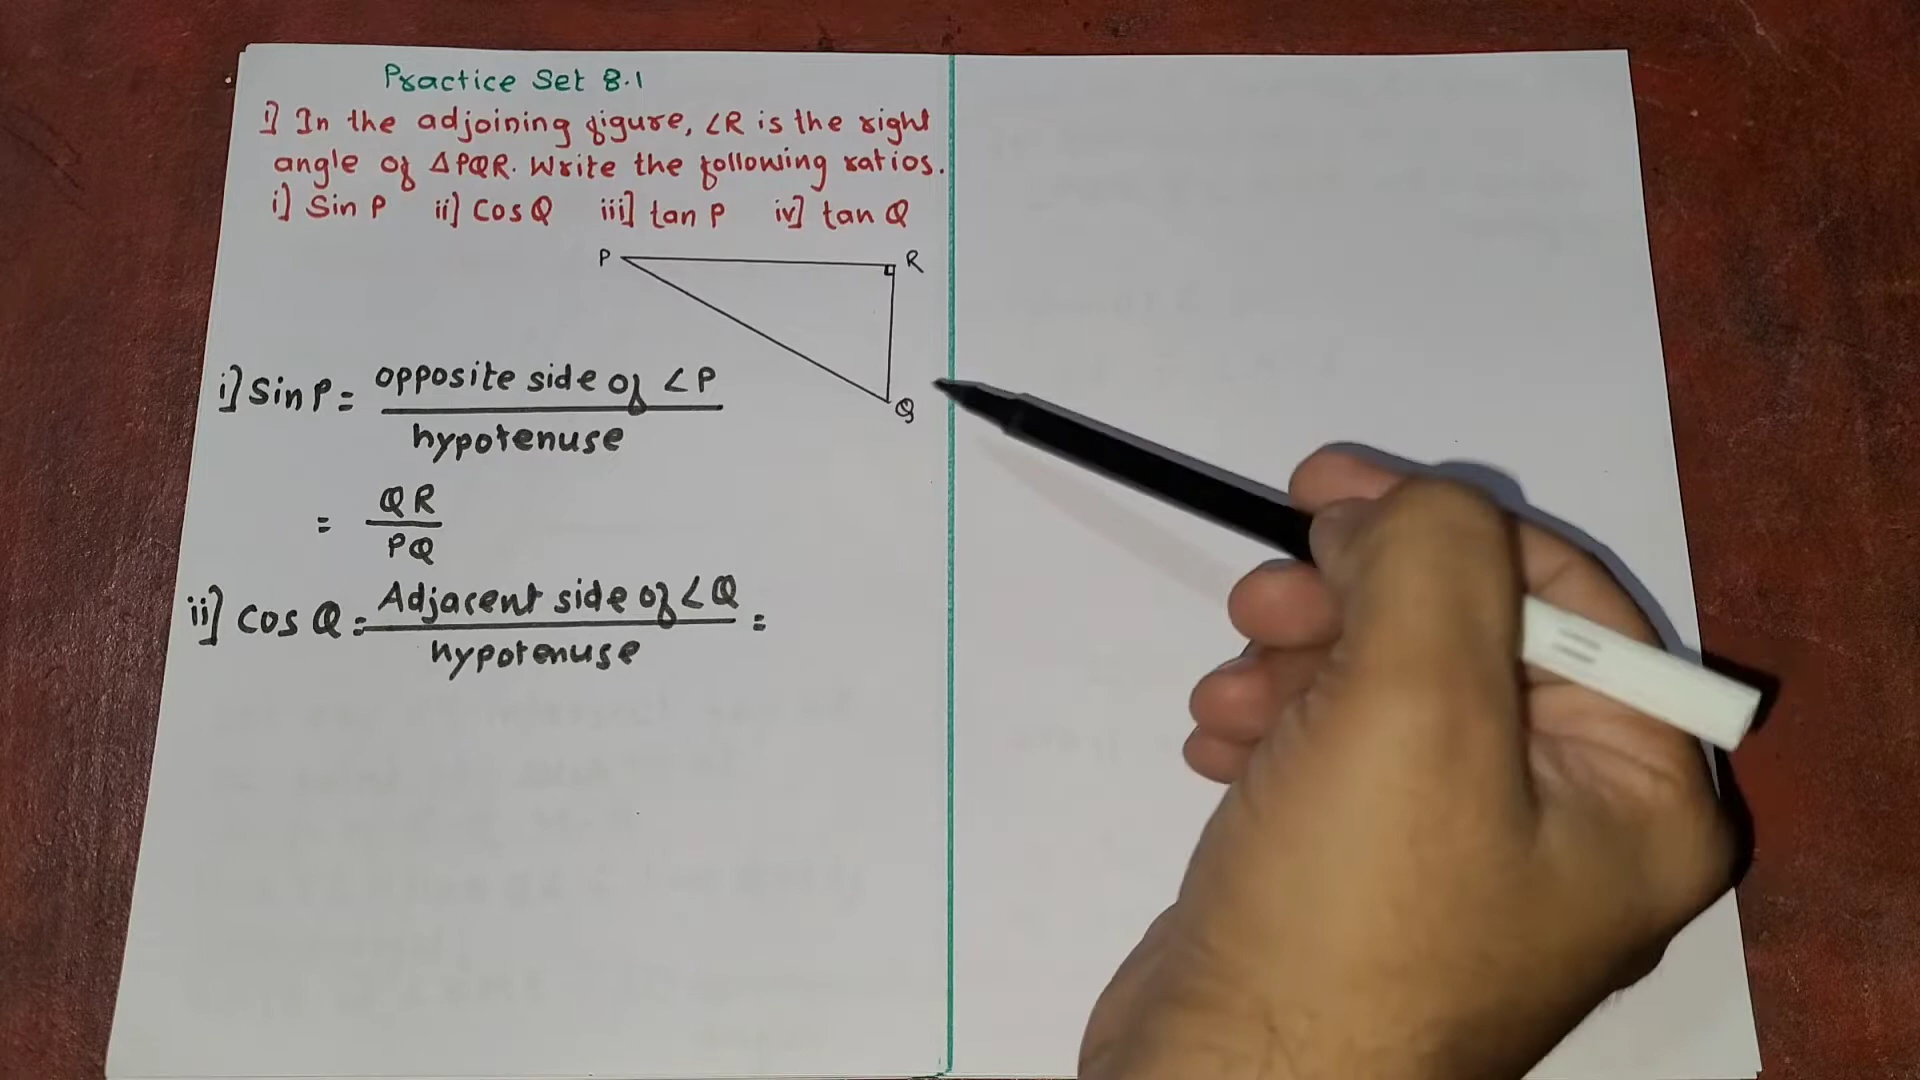 Practice Set 8.1
1] In the adjoining figure, ∠R is the right
angle of ΔPQR. Write the following ratios.
i] Sin P ii] Cos Q iii] tan P iv] tan Q
P R
Q
i] Sin P = opposite side of ∠P
hypotenuse
= QR
PQ
ii] Cos Q = Adjacent side of ∠Q =
hypotenuse